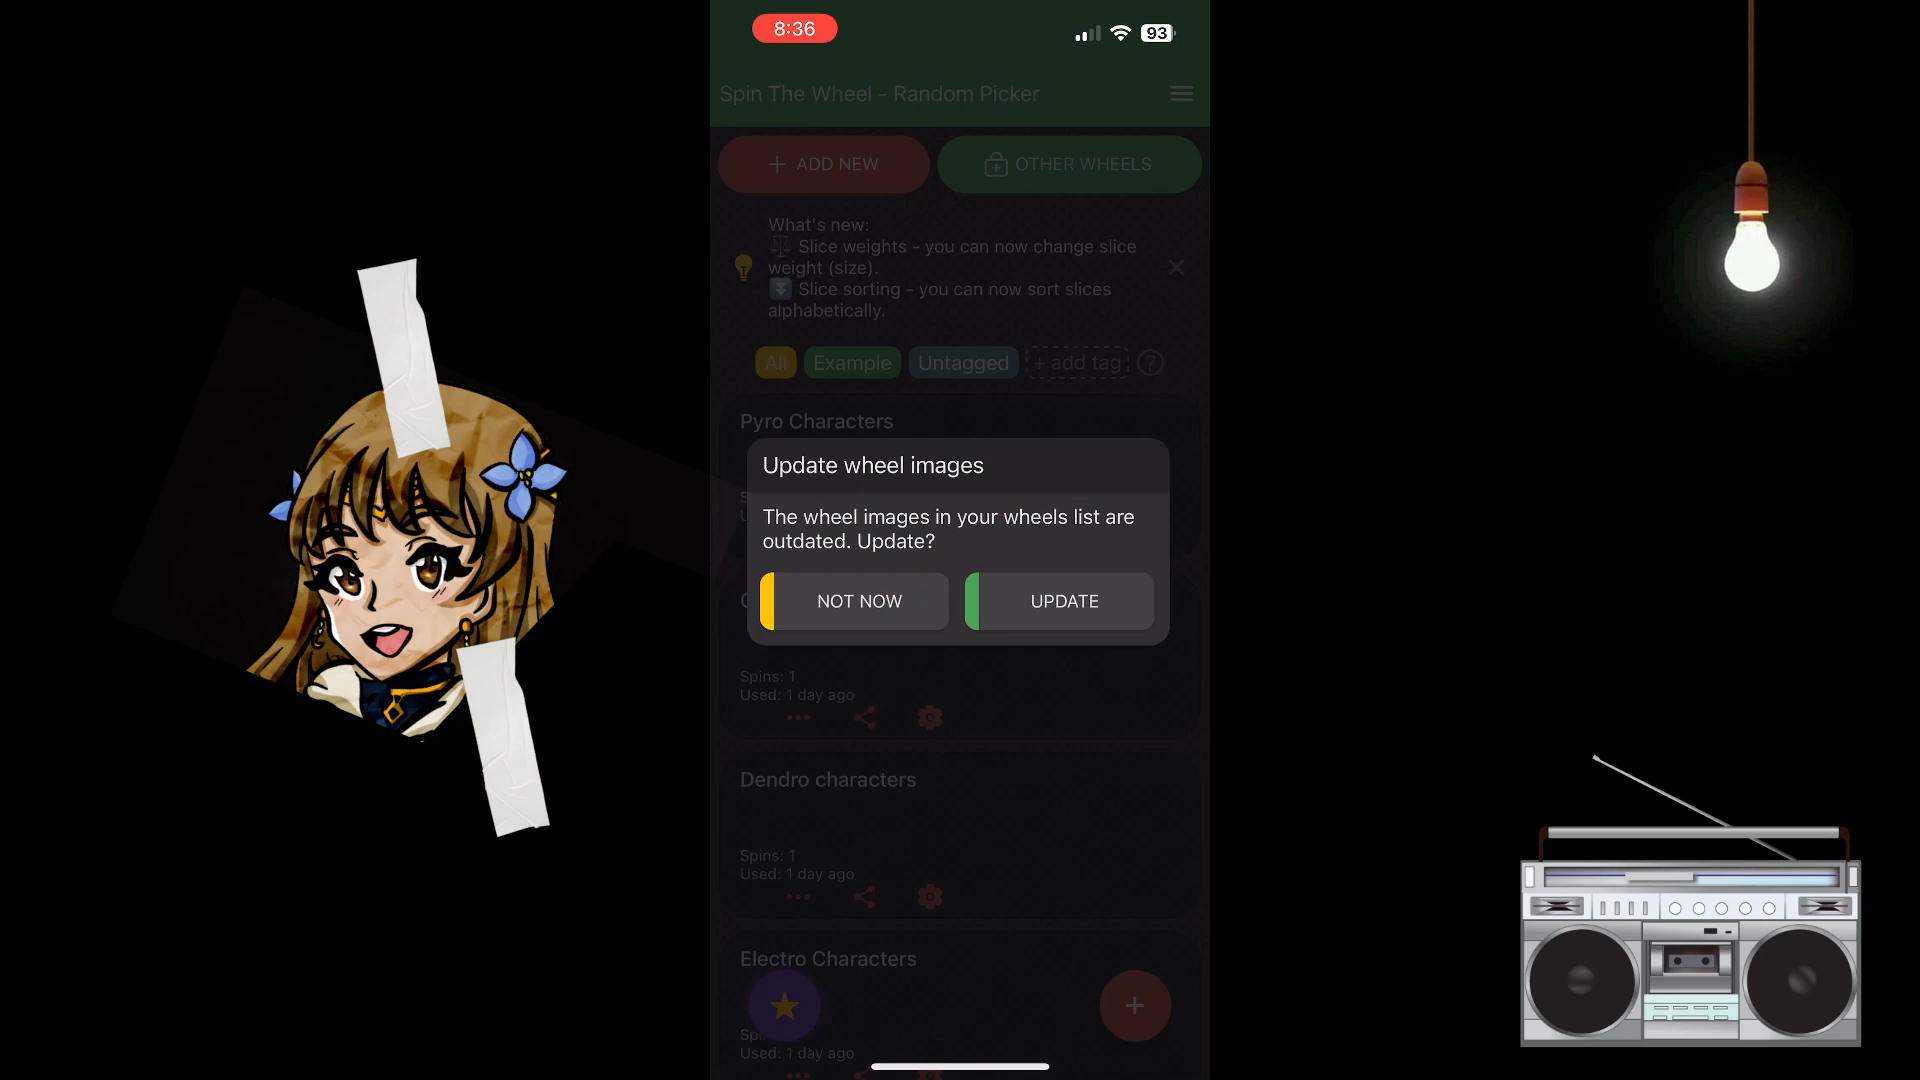 8:36
93
Spin The Wheel - Random Picker
+ ADD NEW
OTHER WHEELS
What's new:
Slice weights - you can now change slice
weight (size).
Slice sorting - you can now sort slices
alphabetically.
All
Example
Untagged
+ add tag
?
Pyro Characters
Update wheel images
The wheel images in your wheels list are
outdated. Update?
NOT NOW
UPDATE
Spins: 1
Used: 1 day ago
Dendro characters
Spins: 1
Used: 1 day ago
Electro Characters
Used: 1 day ago